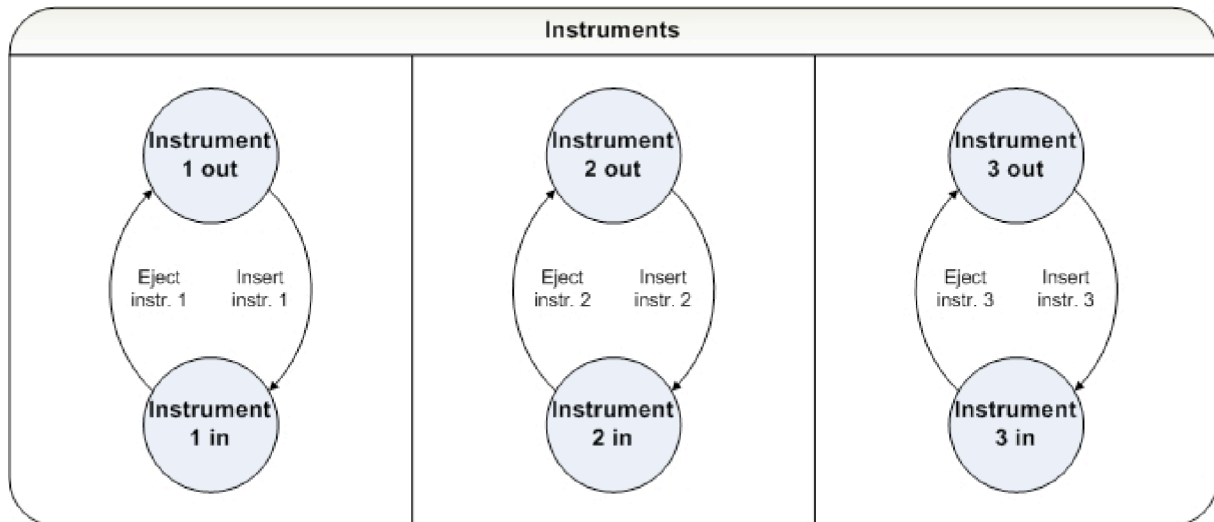 Instruments
Instrument
1 out
Eject
instr. 1
Insert
instr. 1
Instrument
1 in
Instrument
2 out
Eject
instr. 2
Insert
instr. 2
Instrument
2 in
Instrument
3 out
Eject
instr. 3
Insert
instr. 3
Instrument
3 in